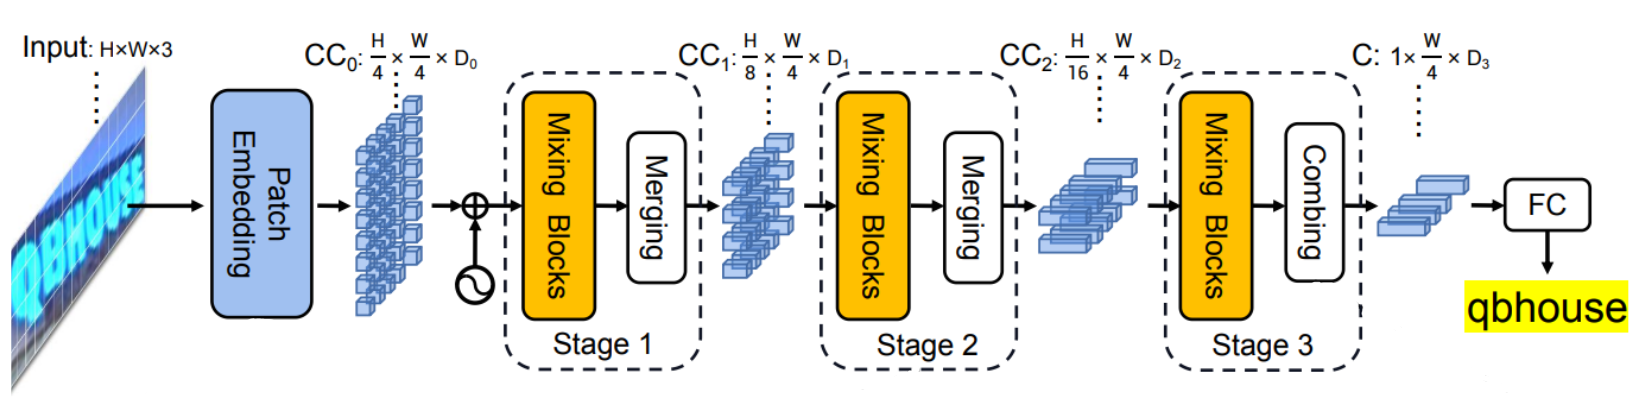 Input: H×W×3
CC₀: H/4 × W/4 × D₀
CC₁: H/8 × W/4 × D₁
CC₂: H/16 × W/4 × D₂
C: 1× W/4 × D₃
QBHOUSE
Patch
Embedding
Mixing Blocks
Merging
Stage 1
Mixing Blocks
Merging
Stage 2
Mixing Blocks
Combing
Stage 3
FC
qbhouse